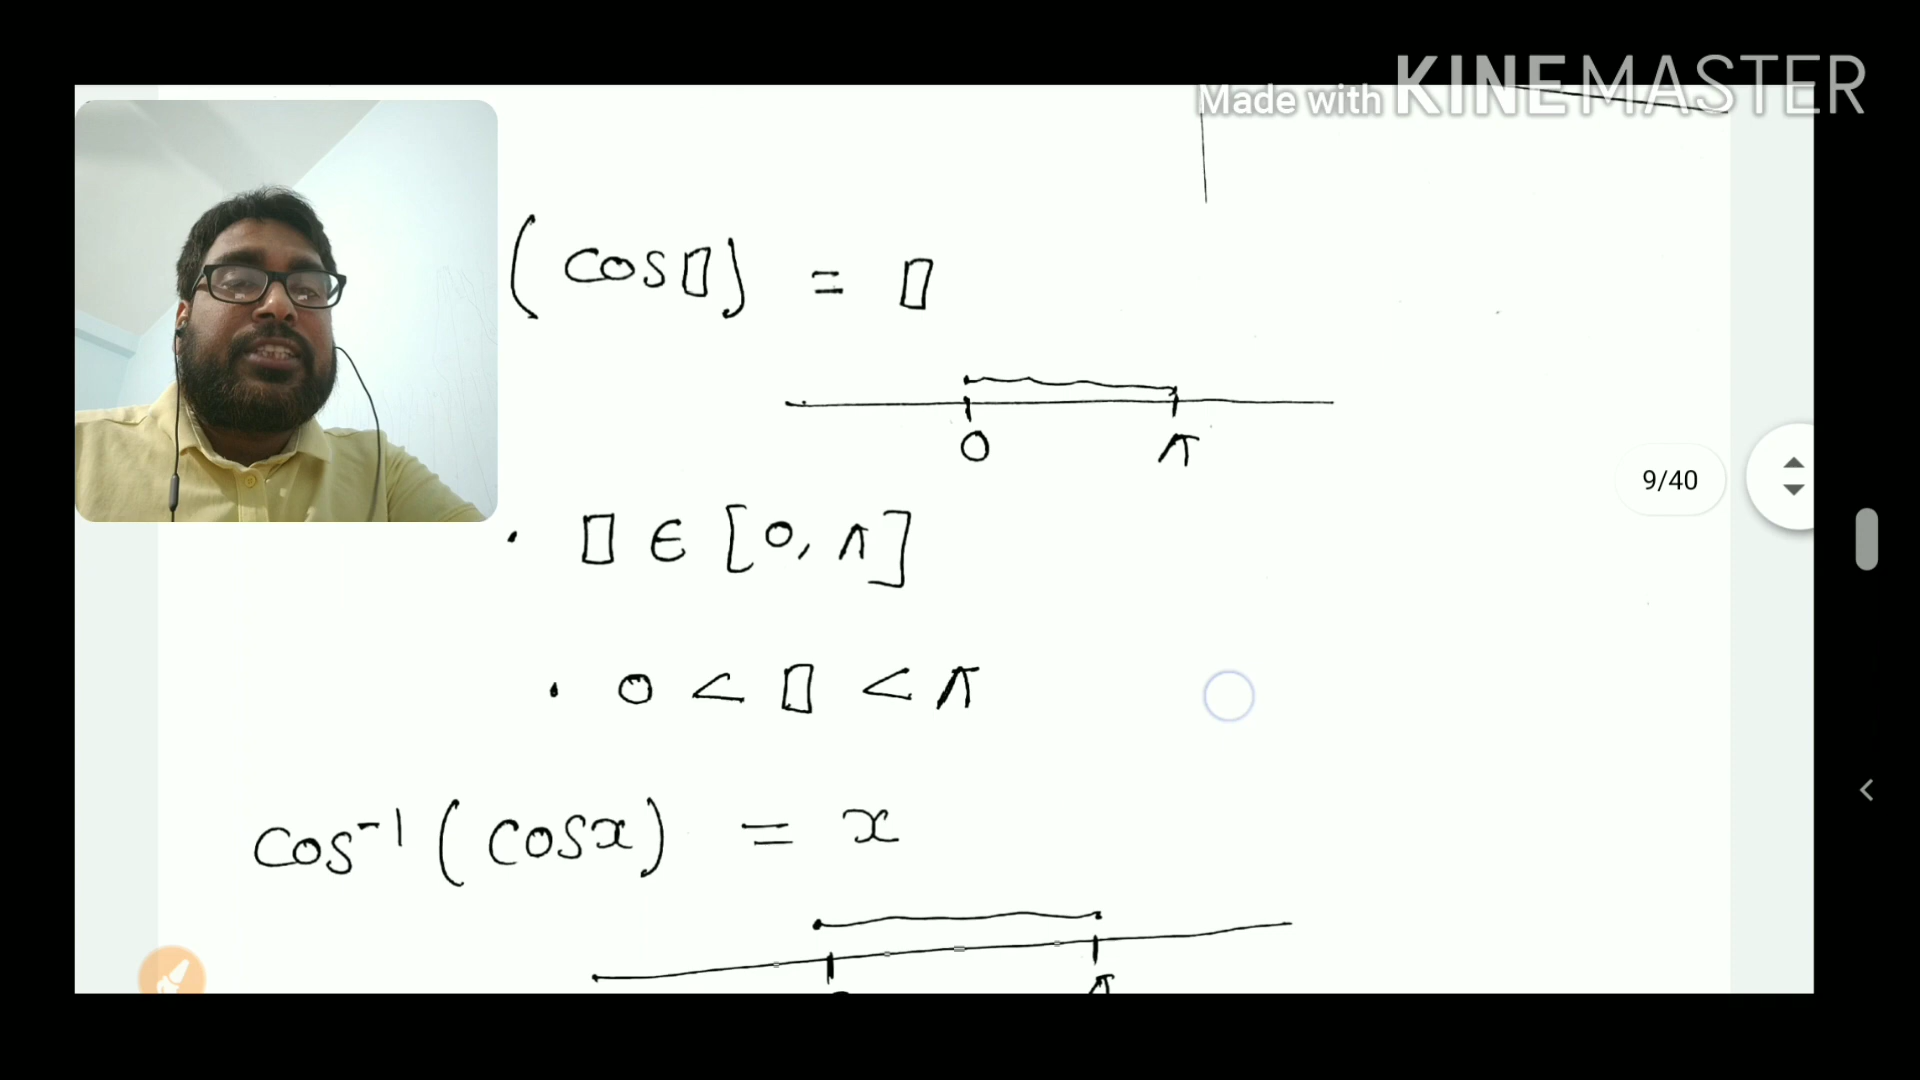 Made with KINEMASTER
(cos▯) = ▯
0 π
9/40
· ▯ ∈ [0, π]
· 0 < ▯ < π
cos⁻¹(cosx) = x
π